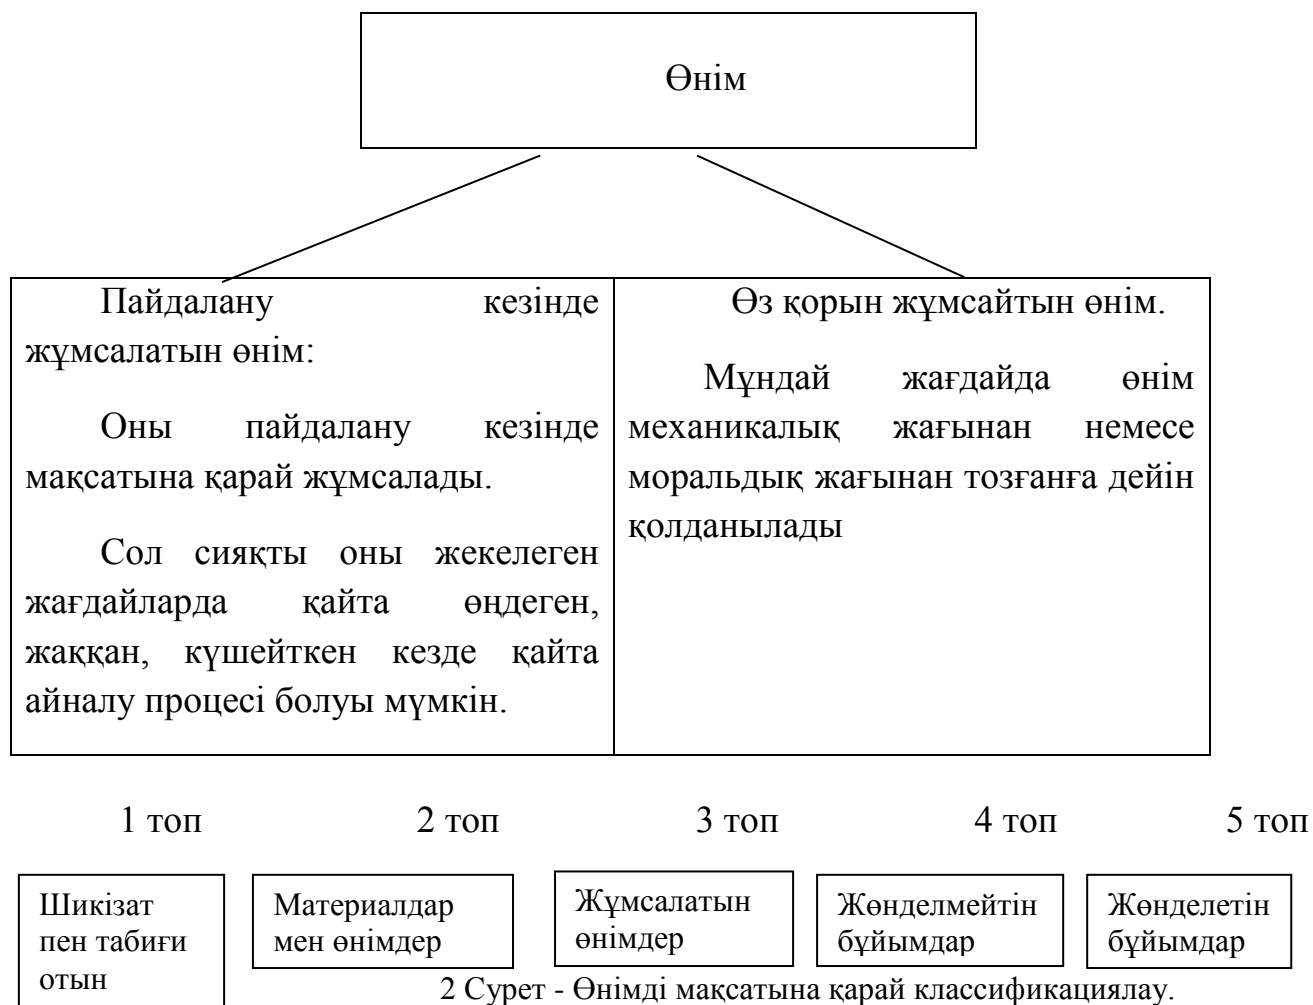 Өнім
Пайдалану кезінде
жұмсалатын өнім:
Оны пайдалану кезінде
мақсатына қарай жұмсалады.
Сол сияқты оны жекелеген
жағдайларда қайта өңдеген,
жаққан, күшейткен кезде қайта
айналу процесі болуы мүмкін.
Өз қорын жұмсайтын өнім.
Мұндай жағдайда өнім
механикалық жағынан немесе
моральдық жағынан тозғанға дейін
қолданылады
1 топ 2 топ 3 топ 4 топ 5 топ
Шикізат
пен табиғи
отын
Материалдар
мен өнімдер
Жұмсалатын
өнімдер
Жөнделмейтін
бұйымдар
Жөнделетін
бұйымдар
2 Сурет - Өнімді мақсатына қарай классификациялау.